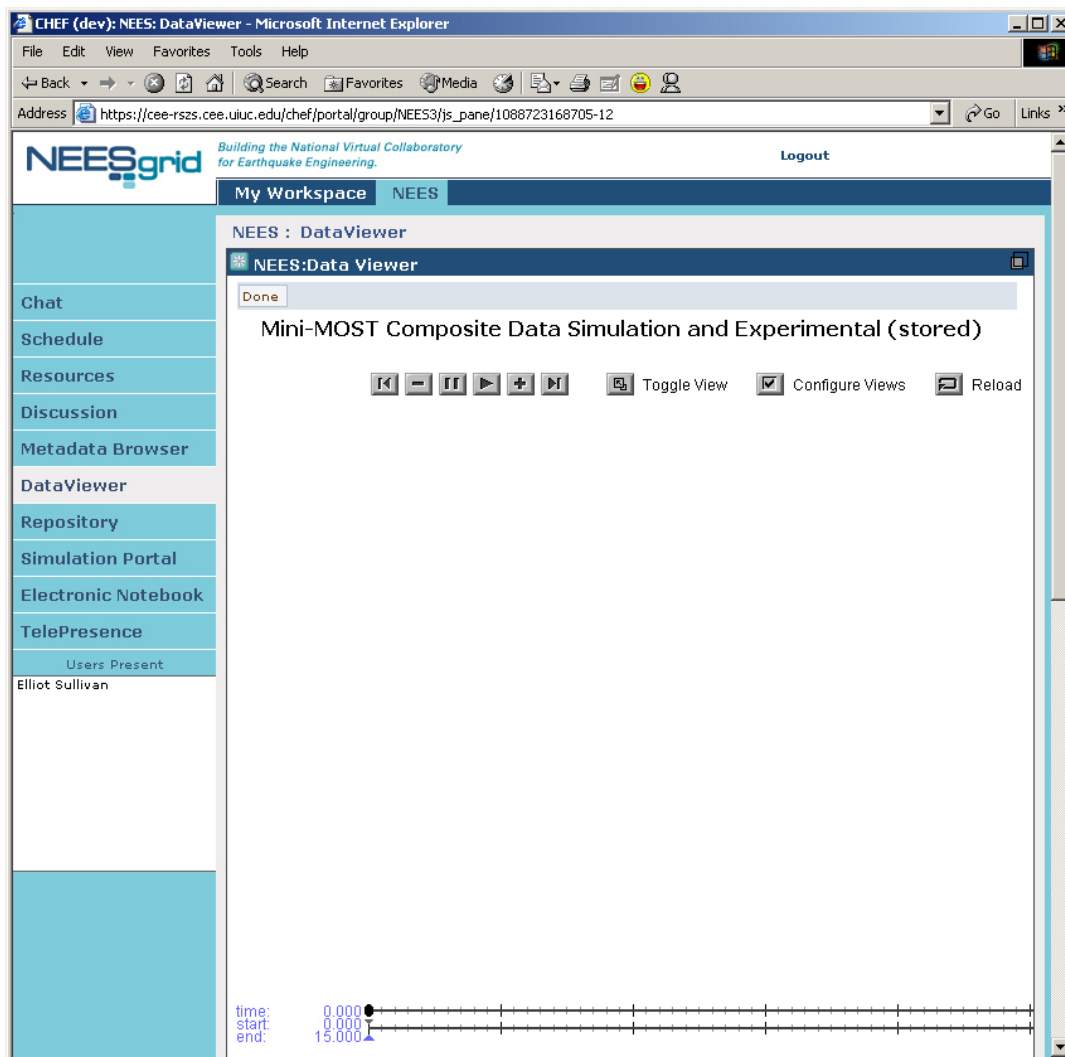 CHEF (dev): NEES: DataViewer - Microsoft Internet Explorer
File Edit View Favorites Tools Help
Back Search Favorites Media
Address https://cee-rszs.cee.uiuc.edu/chef/portal/group/NEES3/js_pane/1088723168705-12 Go Links »
NEESgrid
Building the National Virtual Collaboratory
for Earthquake Engineering.
Logout
My Workspace NEES
NEES : DataViewer
NEES:Data Viewer
Done
Mini-MOST Composite Data Simulation and Experimental (stored)
Toggle View Configure Views Reload
Chat
Schedule
Resources
Discussion
Metadata Browser
DataViewer
Repository
Simulation Portal
Electronic Notebook
TelePresence
Users Present
Elliot Sullivan
time: 0.000
start: 0.000
end: 15.000